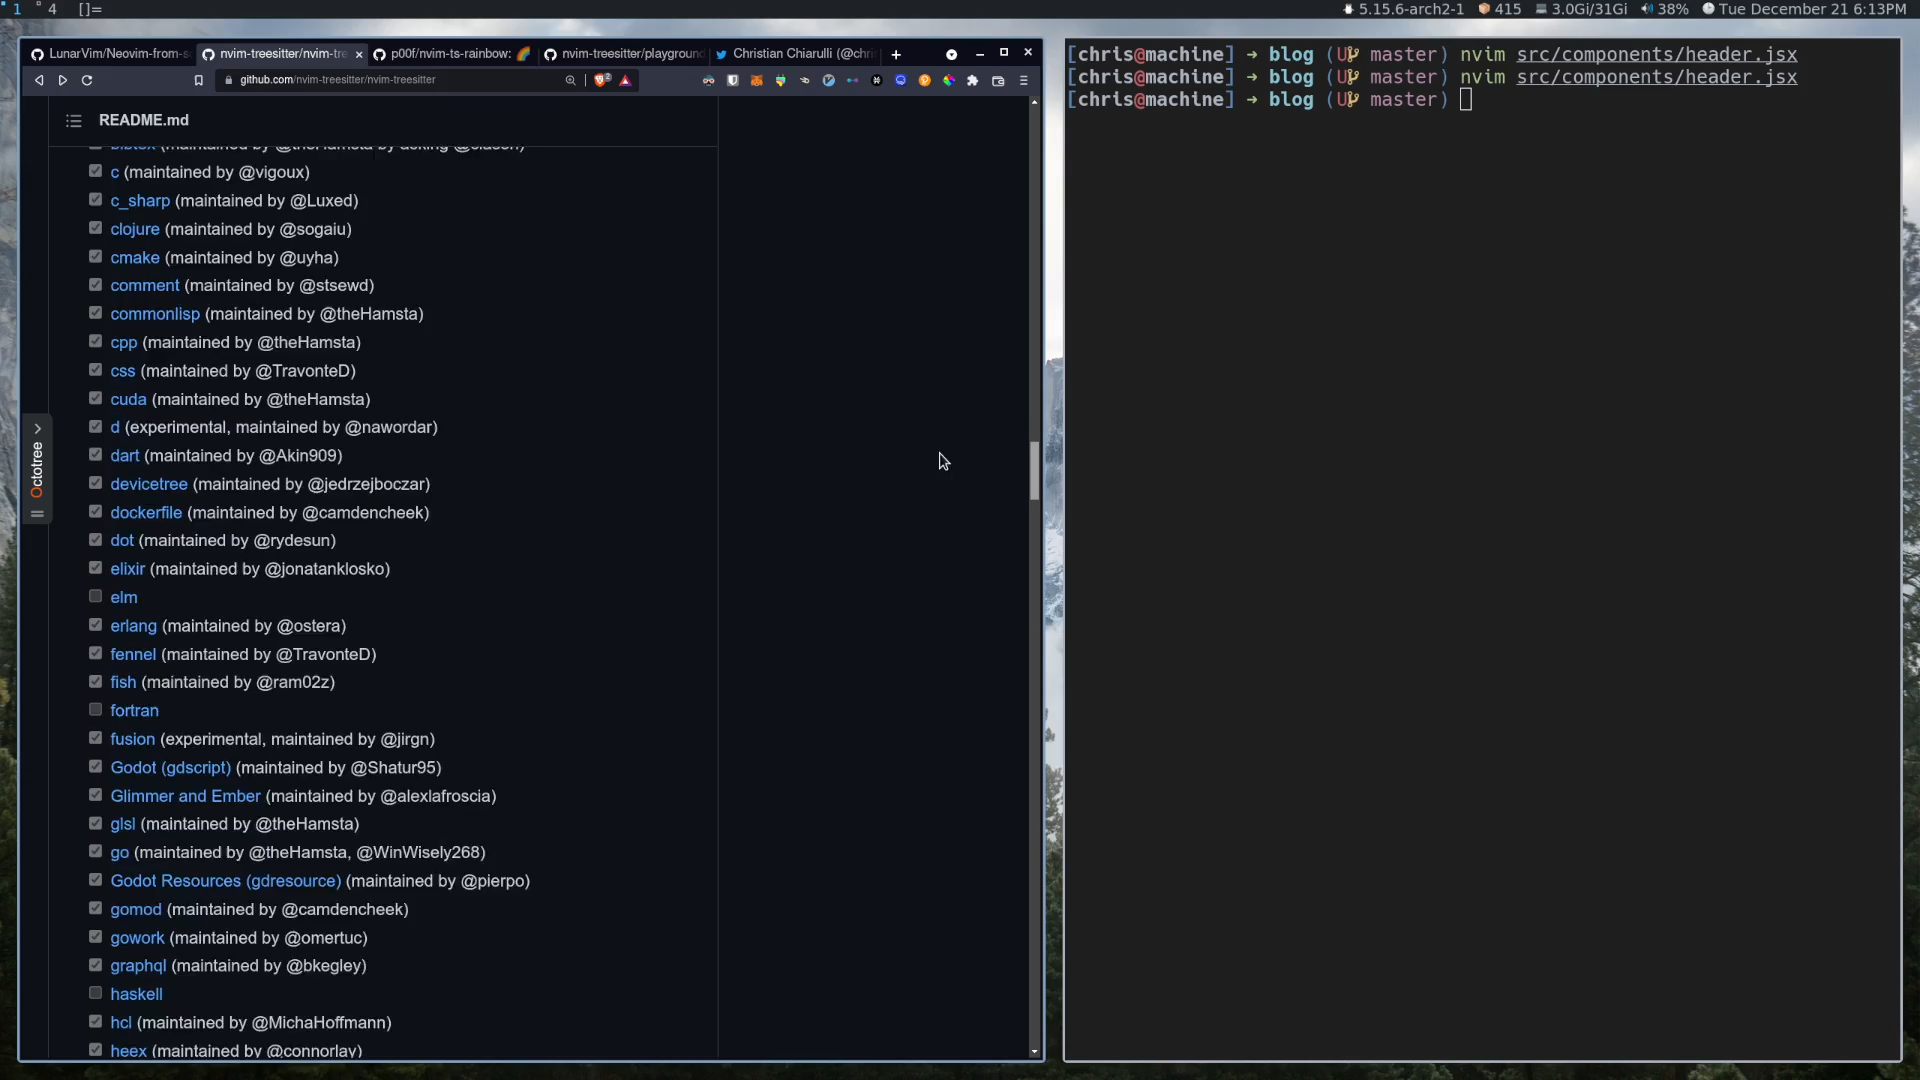 1 4 []=
5.15.6-arch2-1 415 3.0Gi/31Gi 38% Tue December 21 6:13PM
LunarVim/Neovim-from-s
nvim-treesitter/nvim-tre
p00f/nvim-ts-rainbow:
nvim-treesitter/playground
Christian Chiarulli (@chri
github.com/nvim-treesitter/nvim-treesitter
Octotree
README.md
bibtex (maintained by @theHamsta by asking @clason)
c (maintained by @vigoux)
c_sharp (maintained by @Luxed)
clojure (maintained by @sogaiu)
cmake (maintained by @uyha)
comment (maintained by @stsewd)
commonlisp (maintained by @theHamsta)
cpp (maintained by @theHamsta)
css (maintained by @TravonteD)
cuda (maintained by @theHamsta)
d (experimental, maintained by @nawordar)
dart (maintained by @Akin909)
devicetree (maintained by @jedrzejboczar)
dockerfile (maintained by @camdencheek)
dot (maintained by @rydesun)
elixir (maintained by @jonatanklosko)
elm
erlang (maintained by @ostera)
fennel (maintained by @TravonteD)
fish (maintained by @ram02z)
fortran
fusion (experimental, maintained by @jirgn)
Godot (gdscript) (maintained by @Shatur95)
Glimmer and Ember (maintained by @alexlafroscia)
glsl (maintained by @theHamsta)
go (maintained by @theHamsta, @WinWisely268)
Godot Resources (gdresource) (maintained by @pierpo)
gomod (maintained by @camdencheek)
gowork (maintained by @omertuc)
graphql (maintained by @bkegley)
haskell
hcl (maintained by @MichaHoffmann)
heex (maintained by @connorlay)
[chris@machine] → blog (U master) nvim src/components/header.jsx
[chris@machine] → blog (U master) nvim src/components/header.jsx
[chris@machine] → blog (U master)